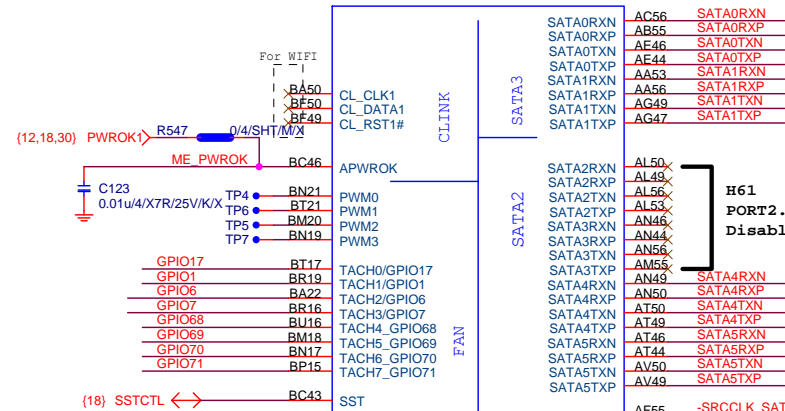 For WIFI
BA50 CL_CLK1
BF50 CL_DATA1
BF49 CL_RST1#
CLINK
{12,18,30} PWROK1 R547 0/4/SHT/M/X
ME_PWROK BC46 APWROK
C123
0.01u/4/X7R/25V/K/X
TP4 BN21 PWM0
TP6 BT21 PWM1
TP5 BM20 PWM2
TP7 BN19 PWM3
GPIO17 BT17 TACH0/GPIO17
GPIO1 BR19 TACH1/GPIO1
GPIO6 BA22 TACH2/GPIO6
GPIO7 BR16 TACH3/GPIO7
GPIO68 BU16 TACH4_GPIO68
GPIO69 BM18 TACH5_GPIO69
GPIO70 BN17 TACH6_GPIO70
GPIO71 BP15 TACH7_GPIO71
FAN
{18} SSTCTL BC43 SST
SATA3
SATA0RXN AC56 SATA0RXN
SATA0RXP AB55 SATA0RXP
SATA0TXN AE46 SATA0TXN
SATA0TXP AE44 SATA0TXP
SATA1RXN AA53 SATA1RXN
SATA1RXP AA56 SATA1RXP
SATA1TXN AG49 SATA1TXN
SATA1TXP AG47 SATA1TXP
SATA2
SATA2RXN AL50
SATA2RXP AL49
SATA2TXN AL56
SATA2TXP AL53
SATA3RXN AN46
SATA3RXP AN44
SATA3TXN AN56
SATA3TXP AM55
H61
PORT2.
Disabl
SATA4RXN AN49 SATA4RXN
SATA4RXP AN50 SATA4RXP
SATA4TXN AT50 SATA4TXN
SATA4TXP AT49 SATA4TXP
SATA5RXN AT46 SATA5RXN
SATA5RXP AT44 SATA5RXP
SATA5TXN AV50 SATA5TXN
SATA5TXP AV49 SATA5TXP
AF55 -SRCCLK_SAT